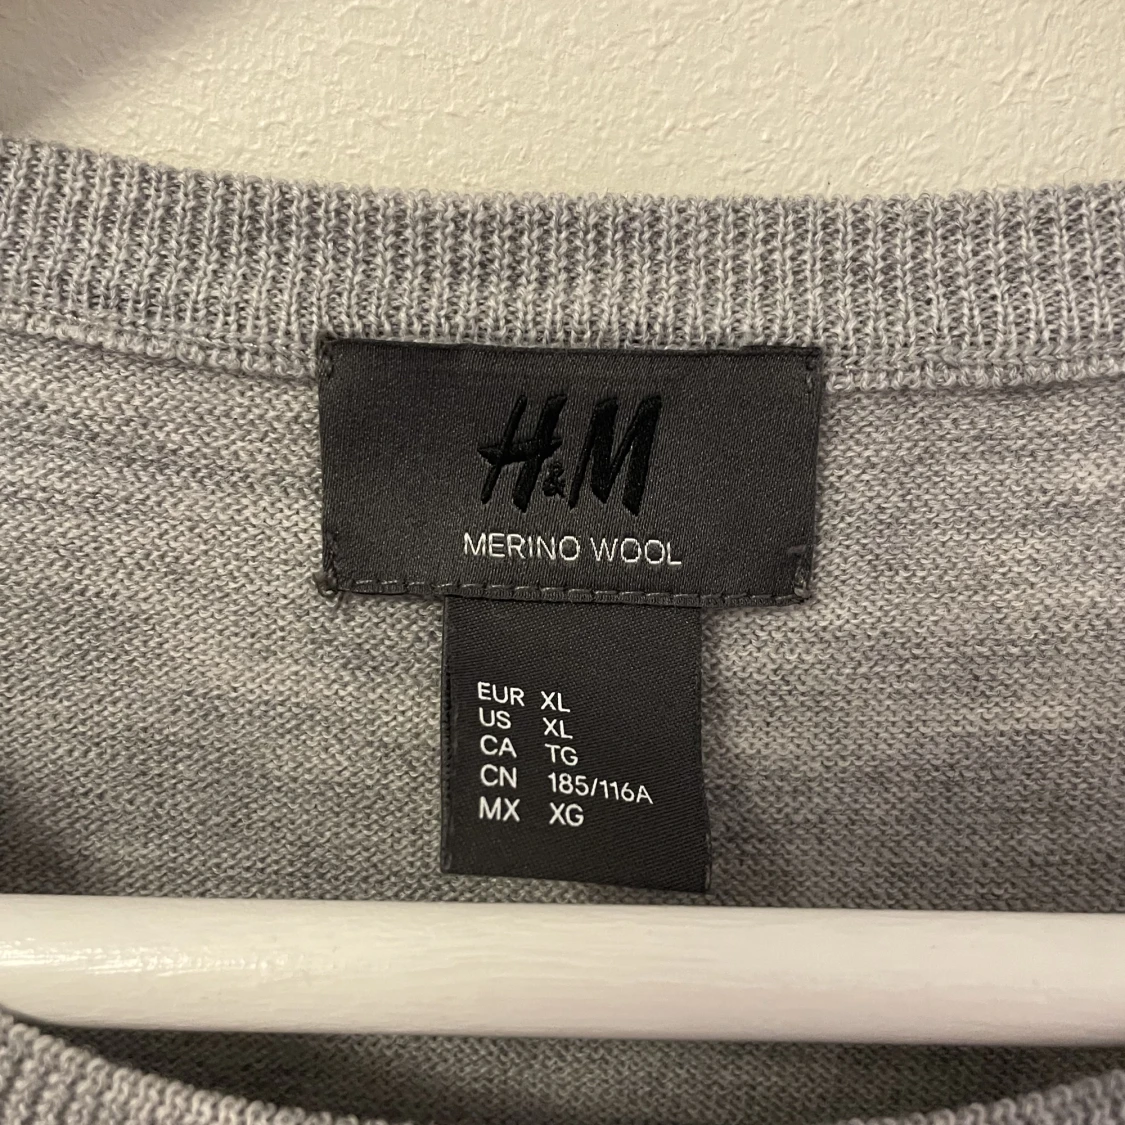 H&M
MERINO WOOL
EUR XL
US XL
CA TG
CN 185/116A
MX XG